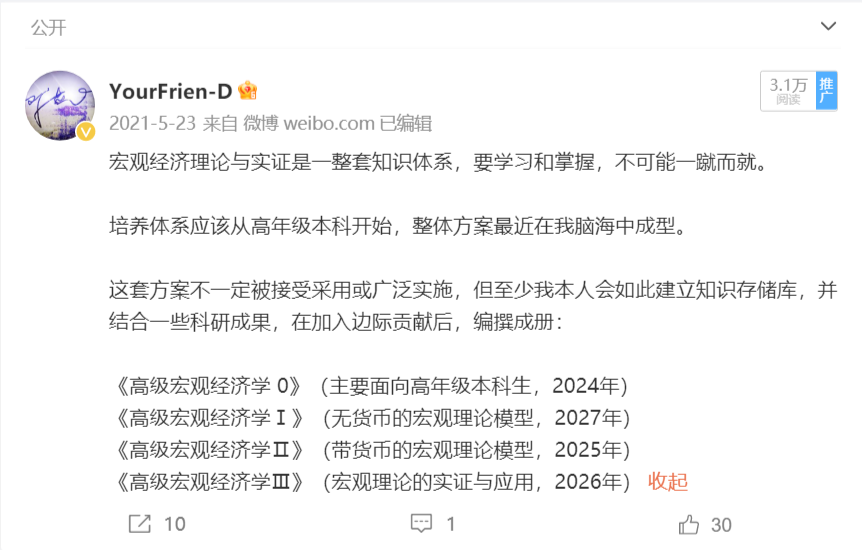 公开
YourFrien-D
3.1万
阅读
推广
2021-5-23 来自 微博 weibo.com 已编辑
宏观经济理论与实证是一整套知识体系，要学习和掌握，不可能一蹴而就。
培养体系应该从高年级本科开始，整体方案最近在我脑海中成型。
这套方案不一定被接受采用或广泛实施，但至少我本人会如此建立知识存储库，并
结合一些科研成果，在加入边际贡献后，编撰成册：
《高级宏观经济学 0》（主要面向高年级本科生，2024年）
《高级宏观经济学Ⅰ》（无货币的宏观理论模型，2027年）
《高级宏观经济学Ⅱ》（带货币的宏观理论模型，2025年）
《高级宏观经济学Ⅲ》（宏观理论的实证与应用，2026年） 收起
10 1 30